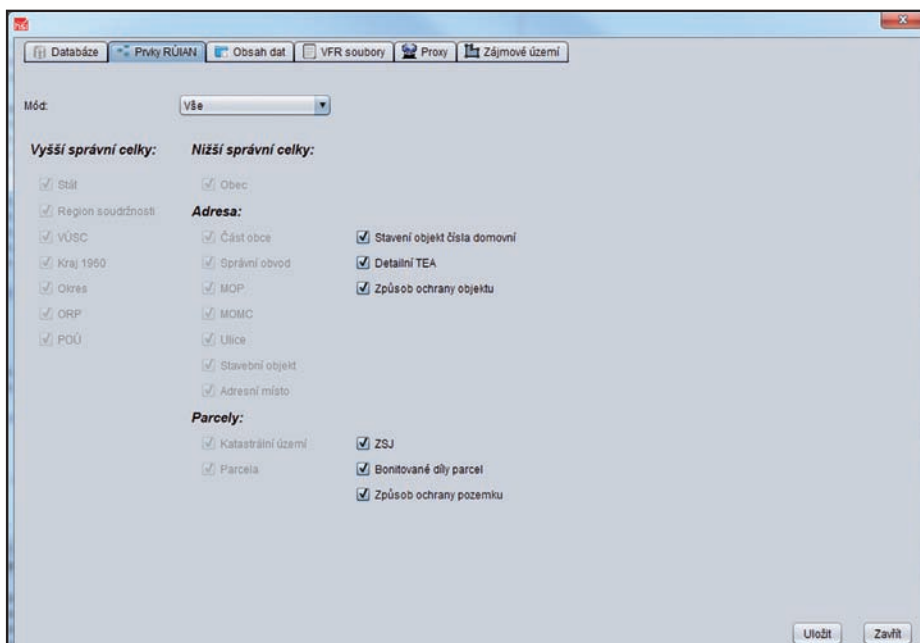 Databáze Prvky RÚIAN Obsah dat VFR soubory Proxy Zájmové území
Mód: Vše
Vyšší správní celky: Nižší správní celky:
Stát Obec
Region soudržnosti Adresa:
VÚSC Část obce Stavení objekt čísla domovní
Kraj 1960 Správní obvod Detailní TEA
Okres MOP Způsob ochrany objektu
ORP MOMC
POÚ Ulice
Stavební objekt
Adresní místo
Parcely:
Katastrální území ZSJ
Parcela Bonitované díly parcel
Způsob ochrany pozemku
Uložit Zavřít